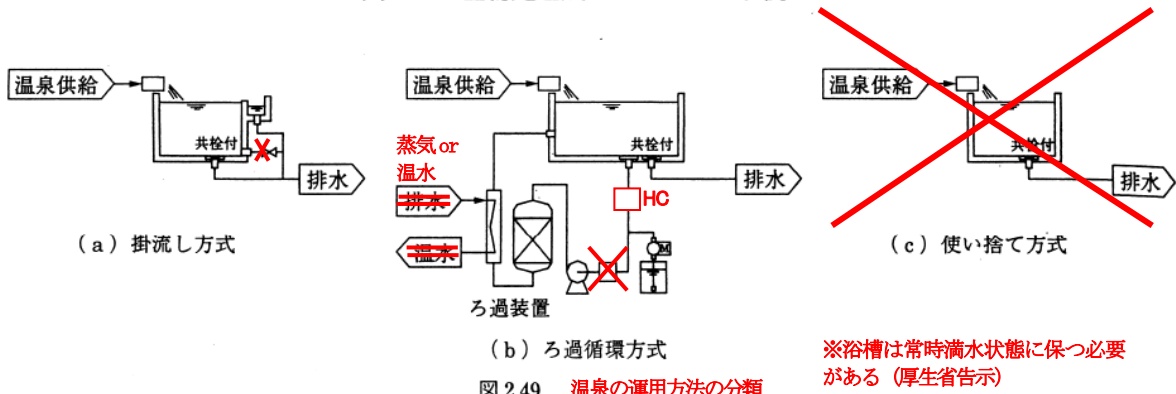 温泉供給
共栓付
排水
(a) 掛流し方式
温泉供給
共栓付
排水
蒸気or
温水
排水
温水
HC
M
ろ過装置
(b) ろ過循環方式
図2.49 温泉の運用方法の分類
温泉供給
共栓付
排水
(c) 使い捨て方式
※浴槽は常時満水状態に保つ必要
がある (厚生省告示)